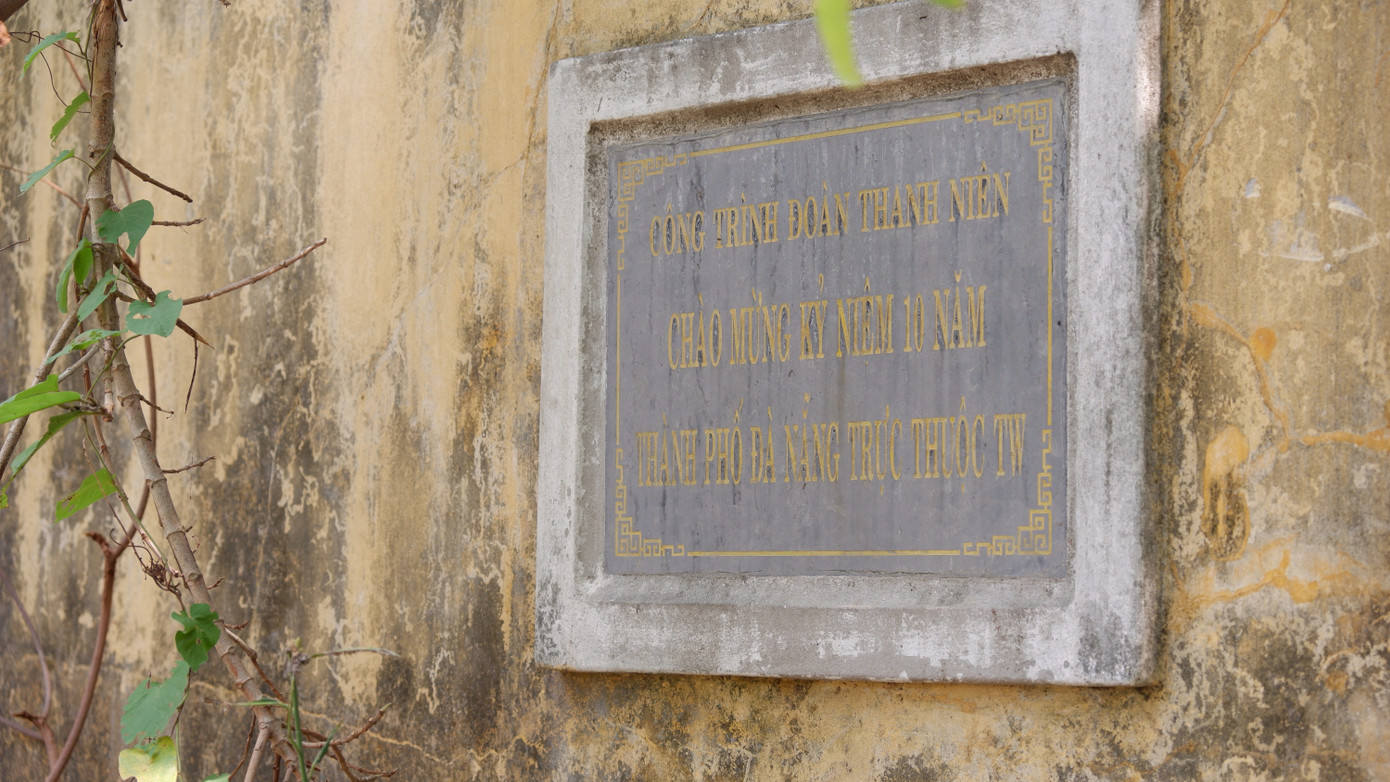 CÔNG TRÌNH ĐOÀN THANH NIÊN
CHÀO MỪNG KỶ NIỆM 10 NĂM
THÀNH PHỐ ĐÀ NẴNG TRỰC THUỘC TW